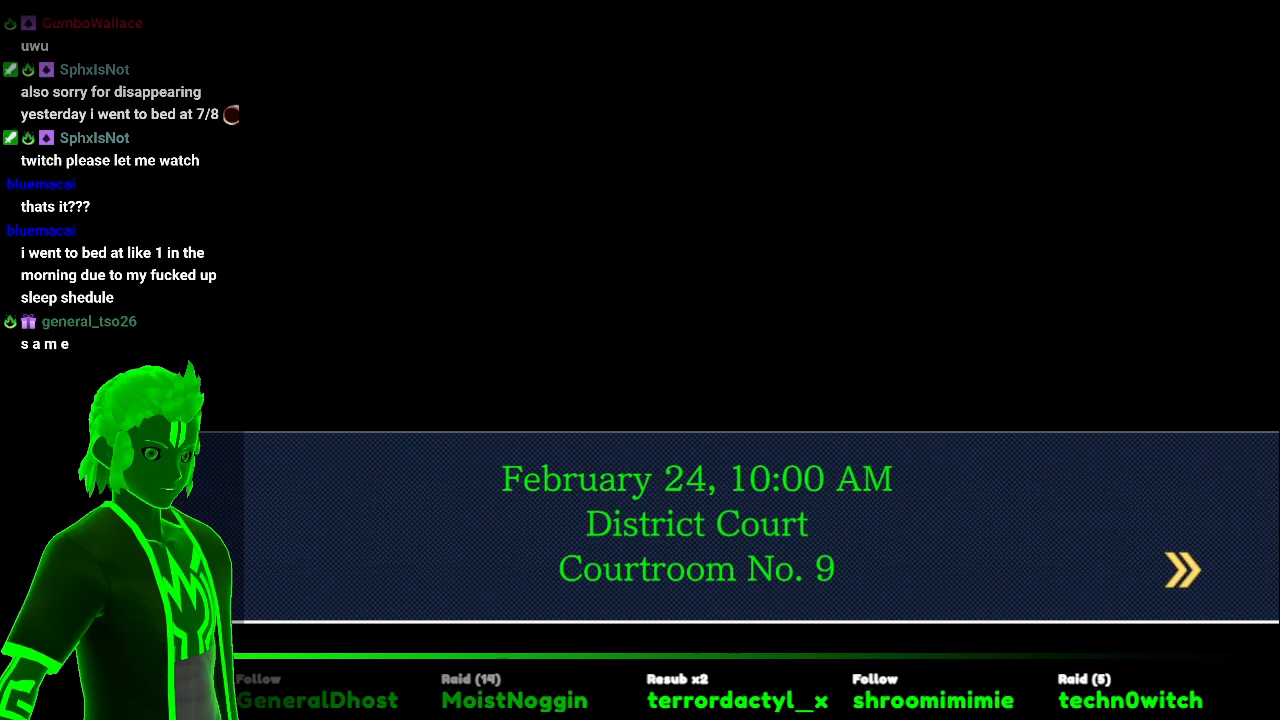 GumboWallace
uwu
SphxIsNot
also sorry for disappearing
yesterday i went to bed at 7/8
SphxIsNot
twitch please let me watch
bluemacai
thats it???
bluemacai
i went to bed at like 1 in the
morning due to my fucked up
sleep shedule
general_tso26
s a m e
February 24, 10:00 AM
District Court
Courtroom No. 9
Follow
GeneralDhost
Raid (14)
MoistNoggin
Resub x2
terrordactyl_x
Follow
shroomimimie
Raid (5)
techn0witch